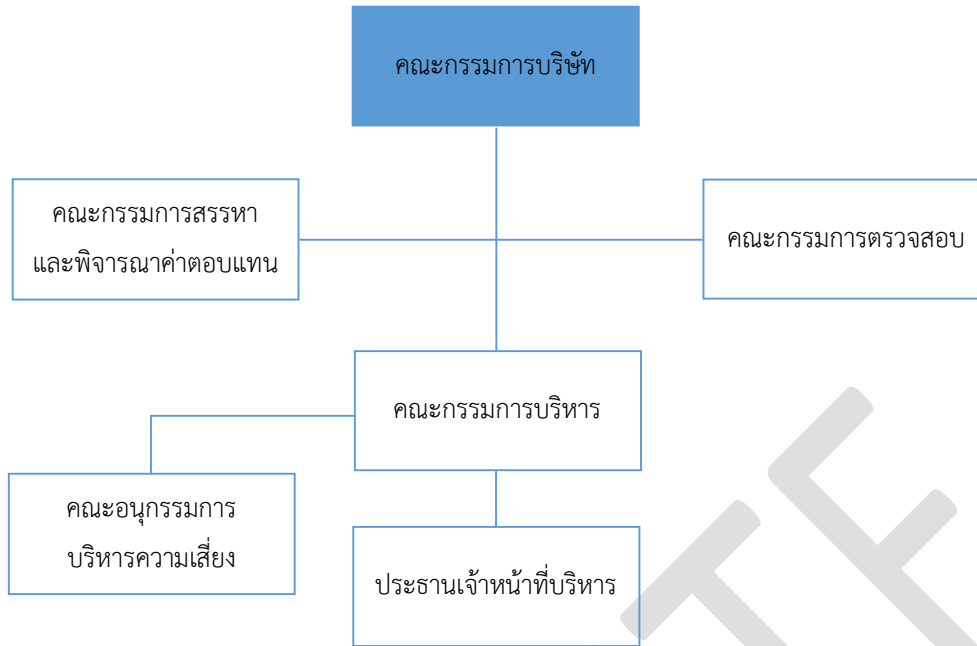 คณะกรรมการบริษัท
คณะกรรมการสรรหา
และพิจารณาค่าตอบแทน
คณะกรรมการตรวจสอบ
คณะกรรมการบริหาร
คณะอนุกรรมการ
บริหารความเสี่ยง
ประธานเจ้าหน้าที่บริหาร